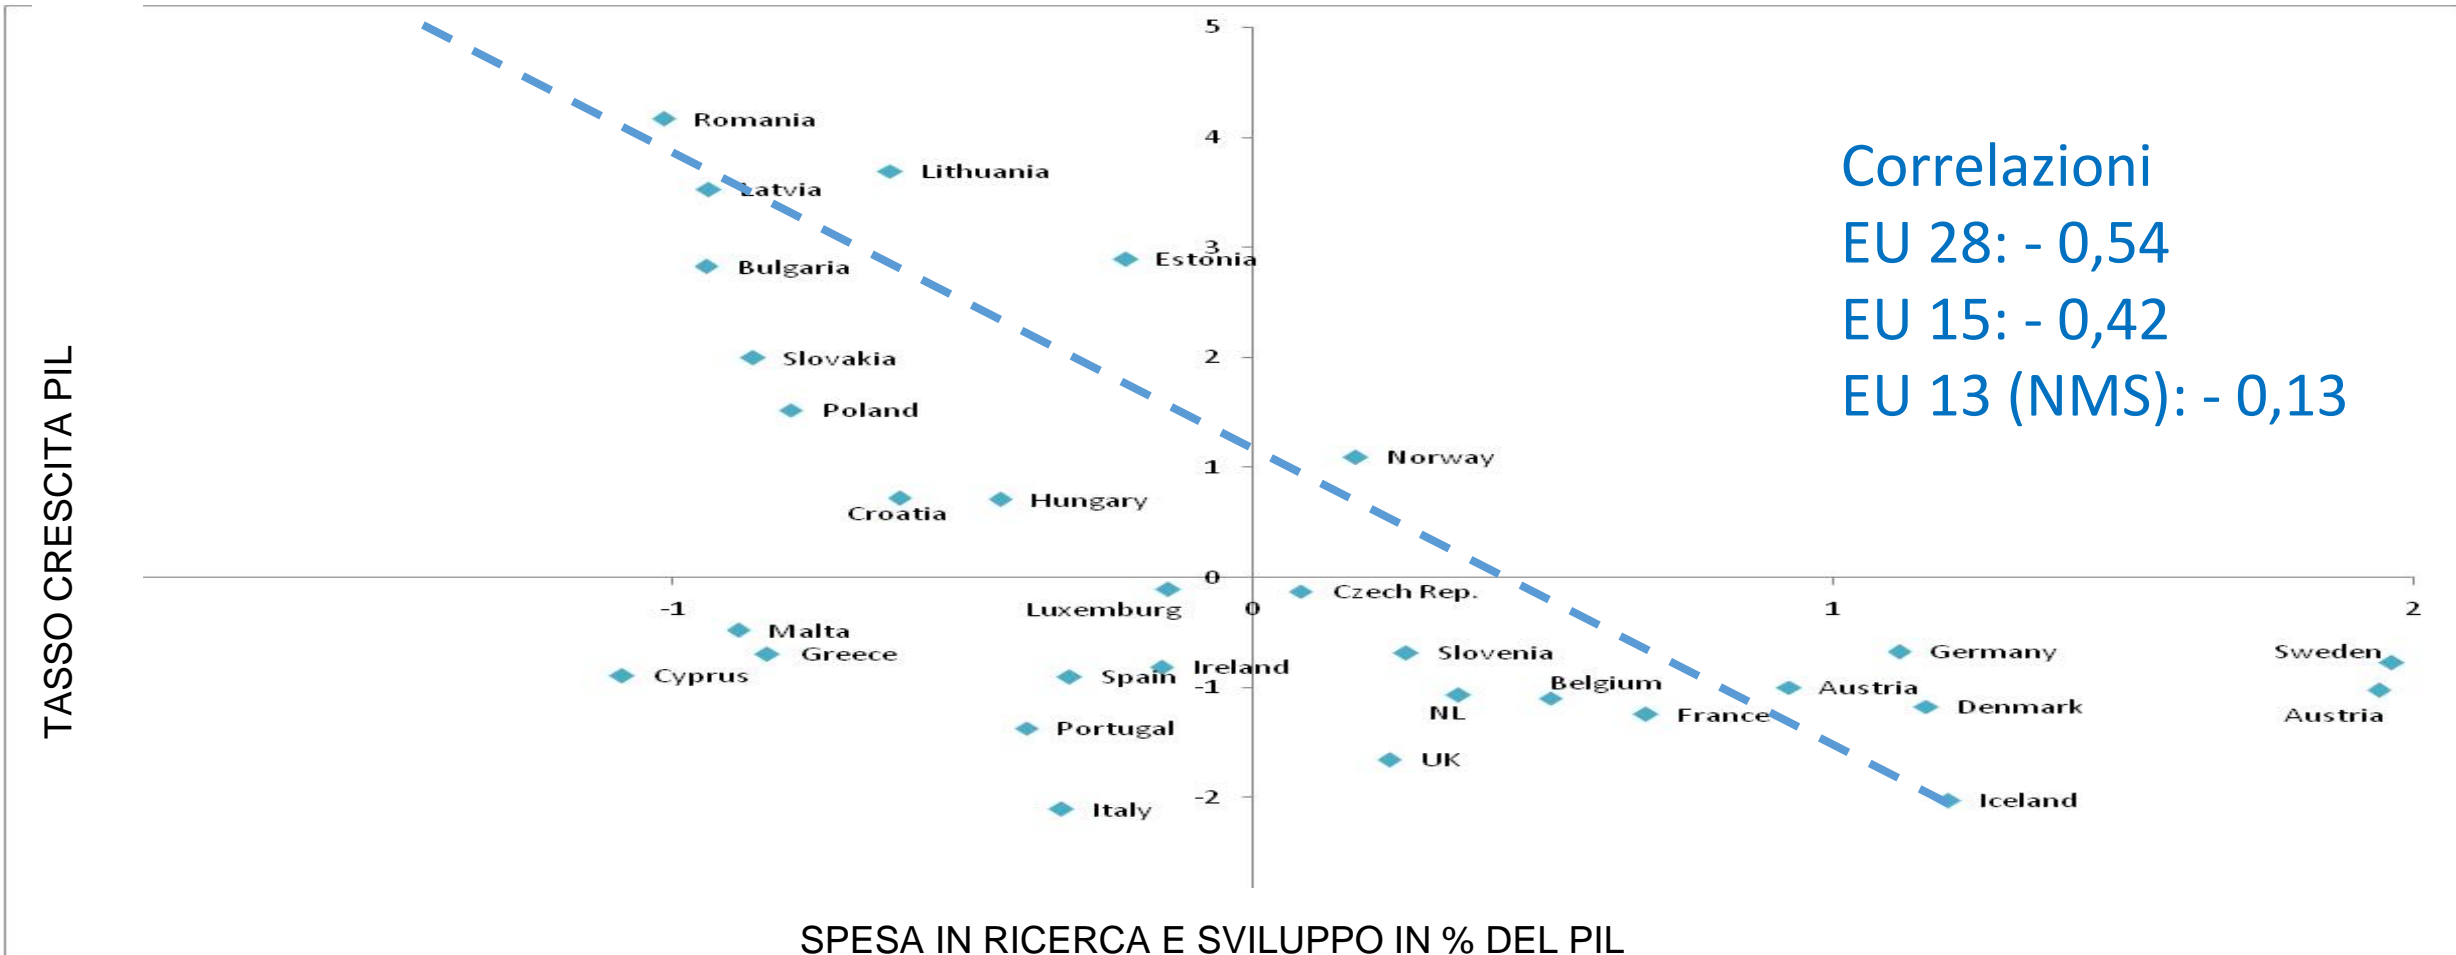 5
Romania
4
Lithuania
Latvia
3
Estonia
Bulgaria
2
Slovakia
Poland
1
Norway
Croatia
Hungary
0
Czech Rep.
Luxemburg
-1
0
1
2
Malta
Greece
Cyprus
Spain
Ireland
-1
Slovenia
Belgium
Germany
Sweden
NL
France
Austria
Denmark
Austria
Portugal
UK
Italy
-2
Iceland
Correlazioni
EU 28: - 0,54
EU 15: - 0,42
EU 13 (NMS): - 0,13
TASSO CRESCITA PIL
SPESA IN RICERCA E SVILUPPO IN % DEL PIL